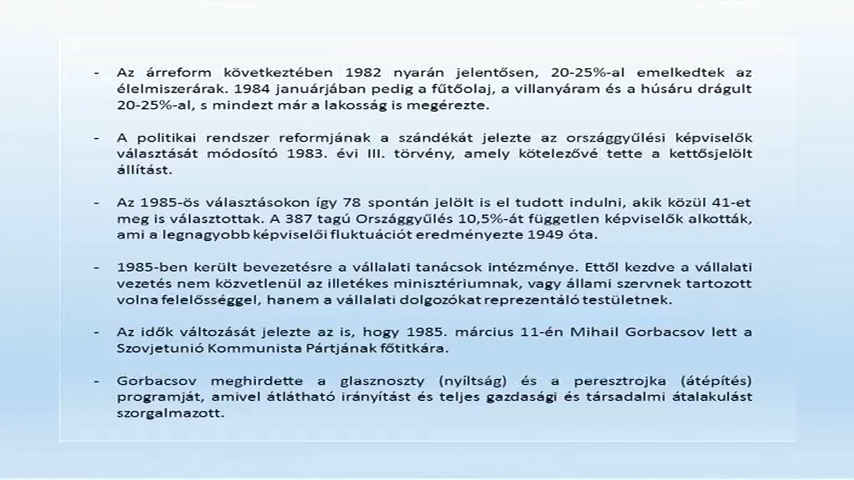 - Az árreform következtében 1982 nyarán jelentősen, 20-25%-al emelkedtek az
élelmiszerárak. 1984 januárjában pedig a fűtőolaj, a villanyáram és a húsáru drágult
20-25%-al, s mindezt már a lakosság is megérezte.
- A politikai rendszer reformjának a szándékát jelezte az országgyűlési képviselők
választását módosító 1983. évi III. törvény, amely kötelezővé tette a kettősjelölt
állítást.
- Az 1985-ös választásokon így 78 spontán jelölt is el tudott indulni, akik közül 41-et
meg is választottak. A 387 tagú Országgyűlés 10,5%-át független képviselők alkották,
ami a legnagyobb képviselői fluktuációt eredményezte 1949 óta.
- 1985-ben került bevezetésre a vállalati tanácsok intézménye. Ettől kezdve a vállalati
vezetés nem közvetlenül az illetékes minisztériumnak, vagy állami szervnek tartozott
volna felelősséggel, hanem a vállalati dolgozókat reprezentáló testületnek.
- Az idők változását jelezte az is, hogy 1985. március 11-én Mihail Gorbacsov lett a
Szovjetunió Kommunista Pártjának főtitkára.
- Gorbacsov meghirdette a glasznoszty (nyíltság) és a peresztrojka (átépítés)
programját, amivel átlátható irányítást és teljes gazdasági és társadalmi átalakulást
szorgalmazott.